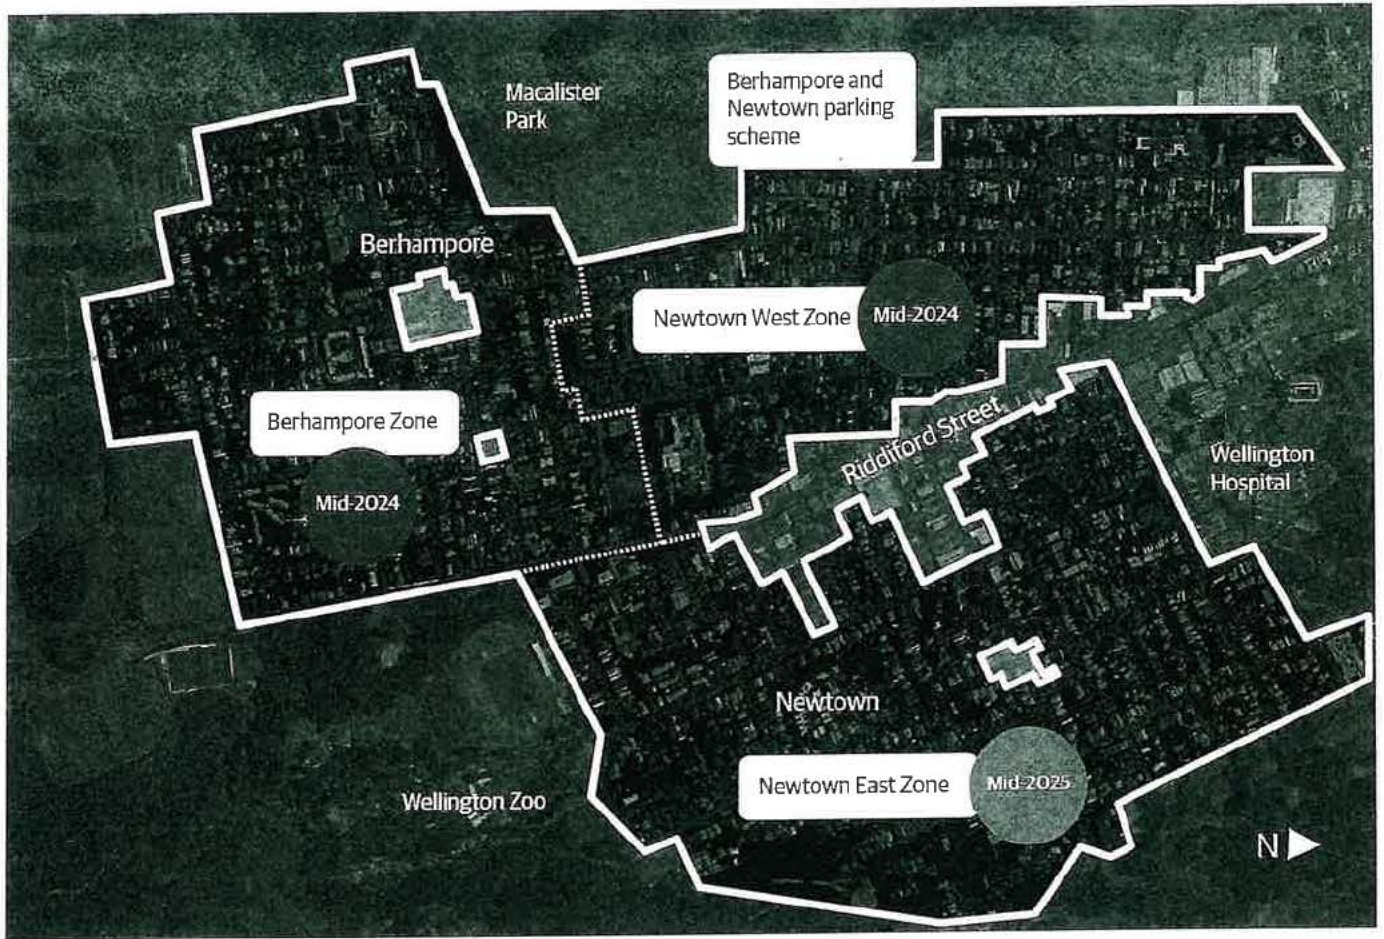 Macalister
Park
Berhampore and
Newtown parking
scheme
Berhampore
Newtown West Zone
Mid-2024
Berhampore Zone
Mid-2024
Riddiford Street
Wellington
Hospital
Newtown
Newtown East Zone
Mid-2025
Wellington Zoo
N